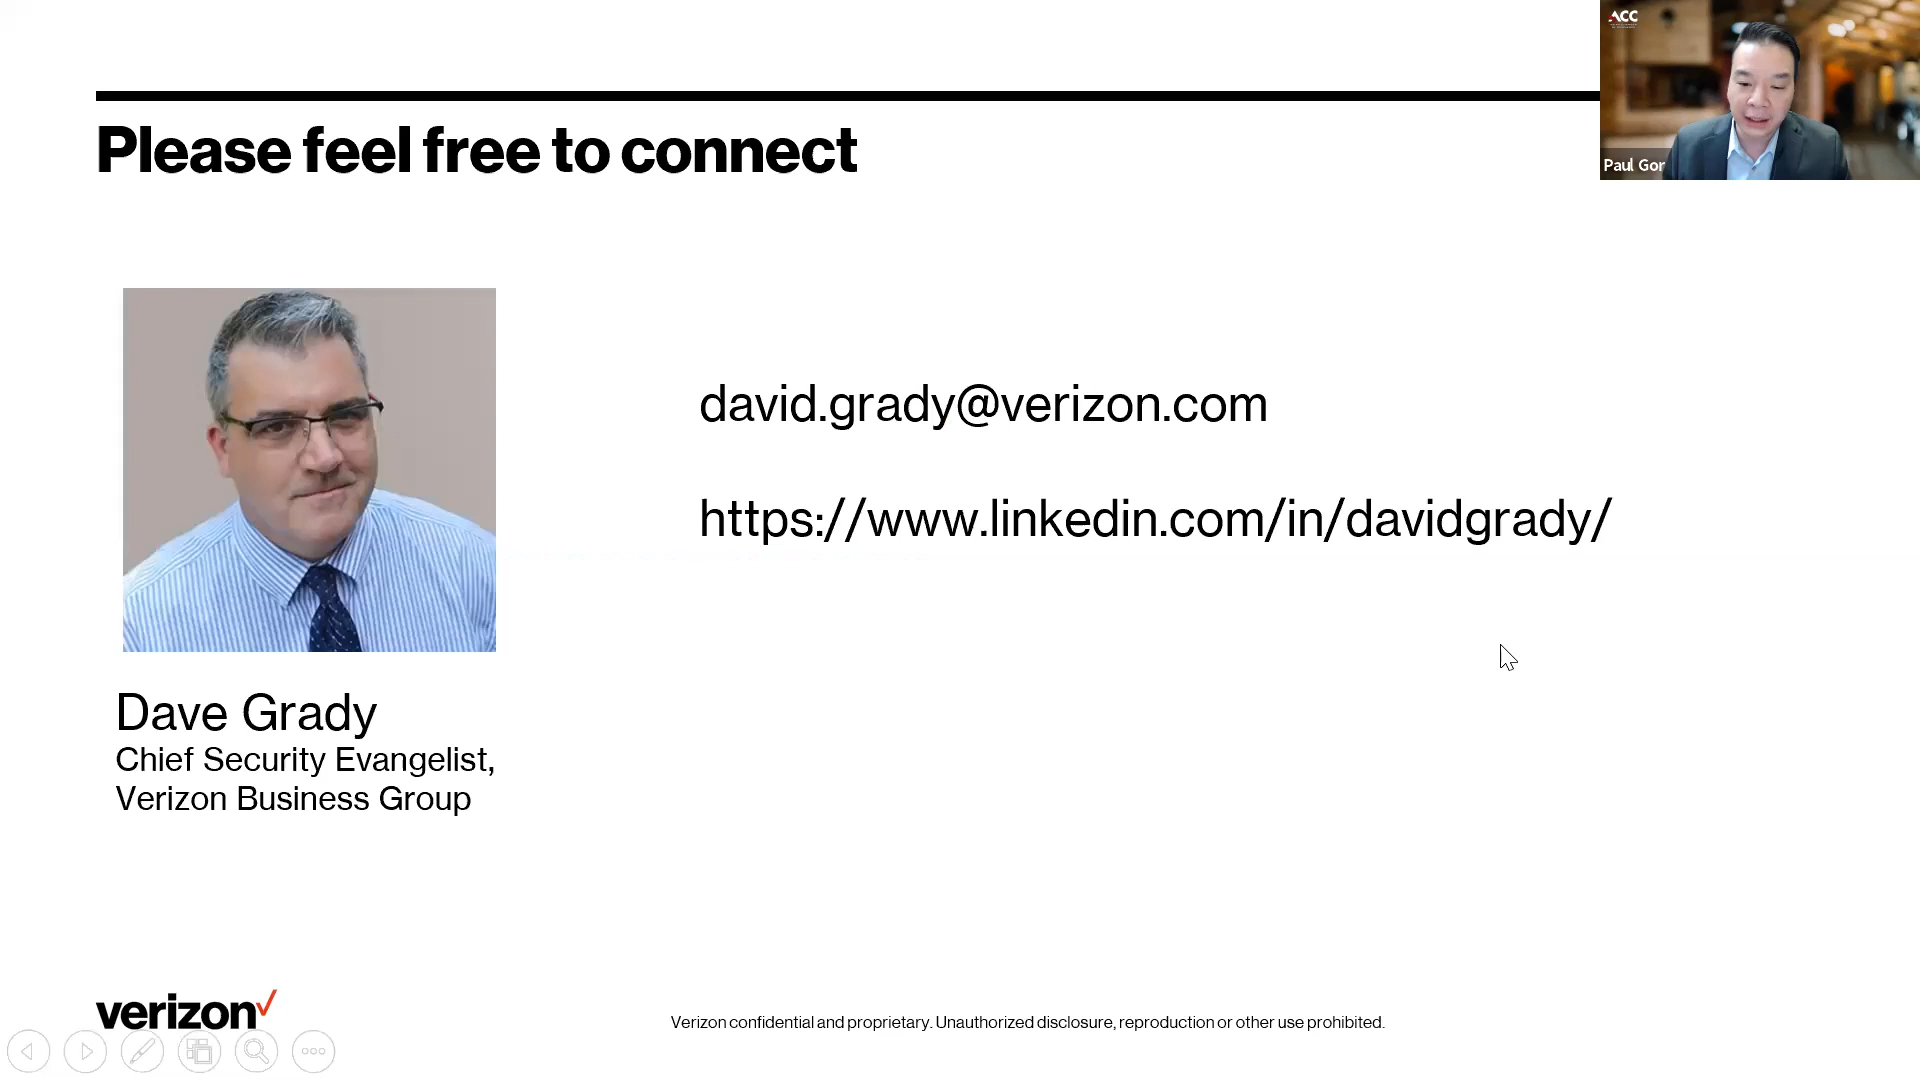 ACC
Paul Gor
Please feel free to connect
david.grady@verizon.com
https://www.linkedin.com/in/davidgrady/
Dave Grady
Chief Security Evangelist,
Verizon Business Group
verizon
Verizon confidential and proprietary. Unauthorized disclosure, reproduction or other use prohibited.